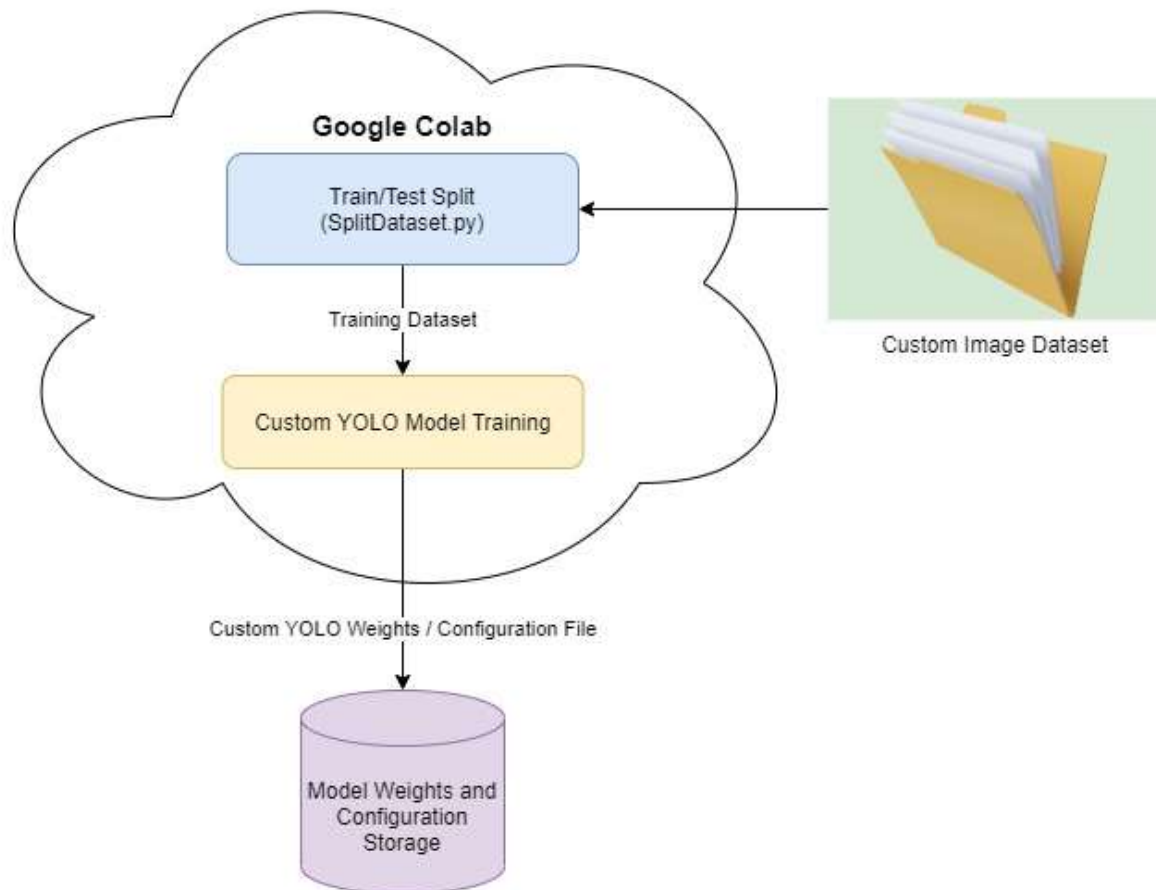 Google Colab
Train/Test Split
(SplitDataset.py)
Training Dataset
Custom Image Dataset
Custom YOLO Model Training
Custom YOLO Weights / Configuration File
Model Weights and
Configuration
Storage